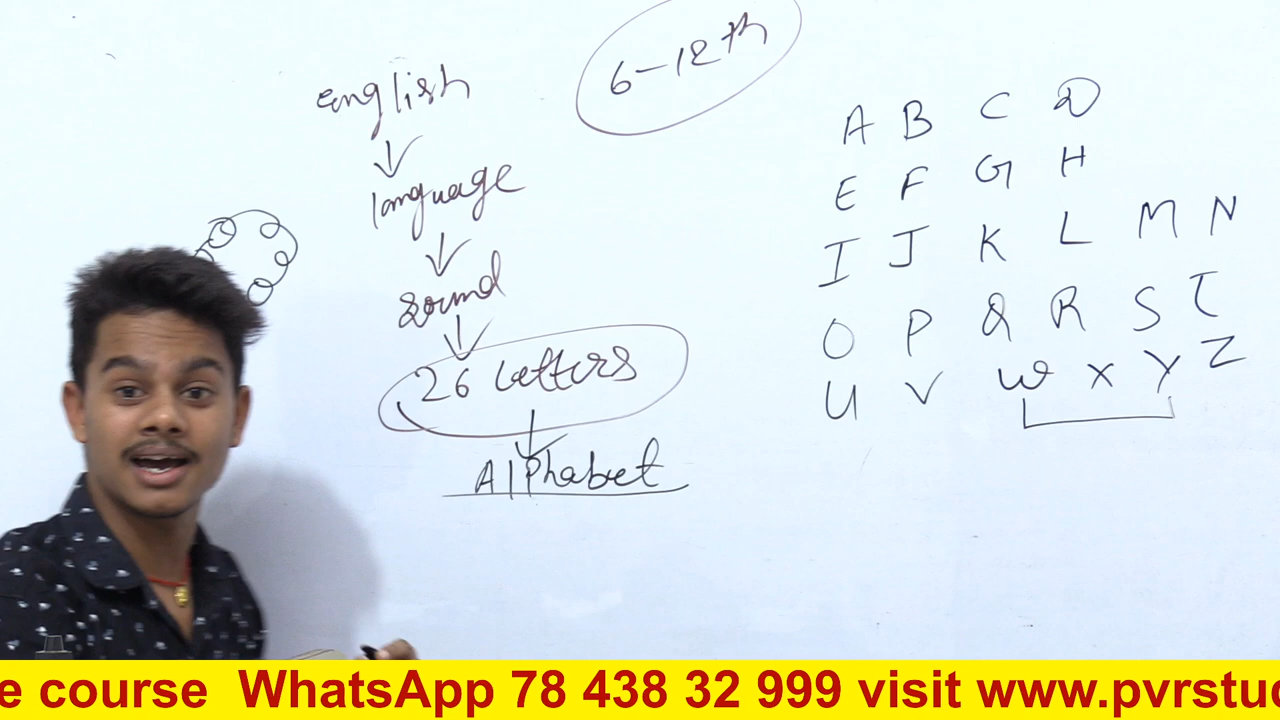 6-12th
English
language
sound
26 letters
Alphabet
A B C D
E F G H
I J K L M N
O P Q R S T
U V W X Y Z
e course WhatsApp 78 438 32 999 visit www.pvrstu